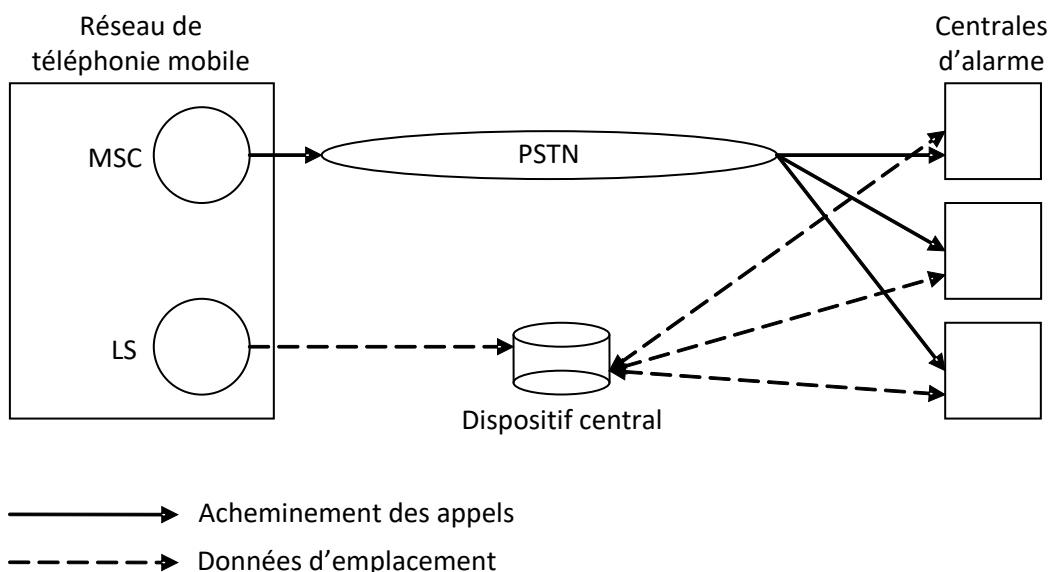 Réseau de
téléphonie mobile
Centrales
d’alarme
MSC
PSTN
LS
Dispositif central
Acheminement des appels
Données d’emplacement